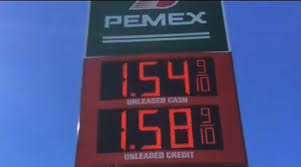 PEMEX
1.54 9/10
UNLEADED CASH
1.58 9/10
UNLEADED CREDIT